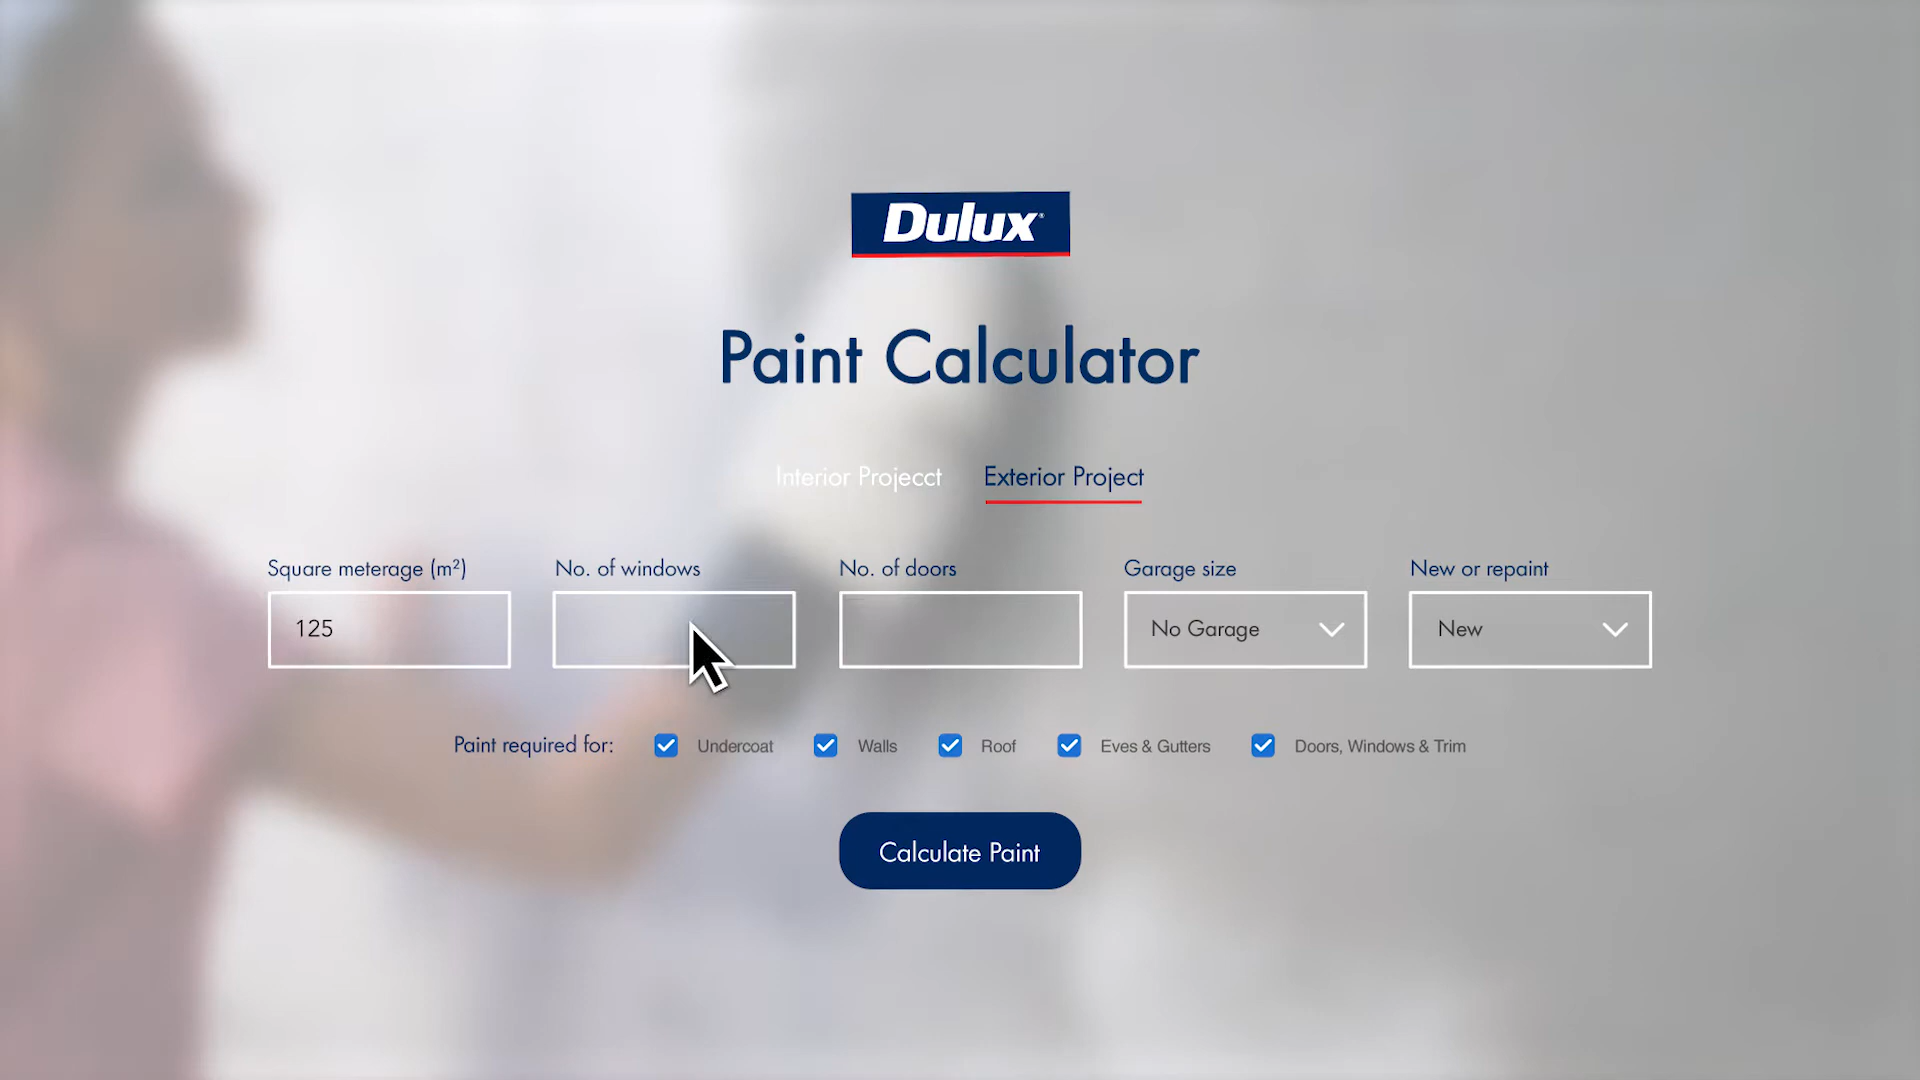 Dulux®
Paint Calculator
Interior Projecct Exterior Project
Square meterage (m²) No. of windows No. of doors Garage size New or repaint
125 No Garage New
Paint required for: Undercoat Walls Roof Eves & Gutters Doors, Windows & Trim
Calculate Paint